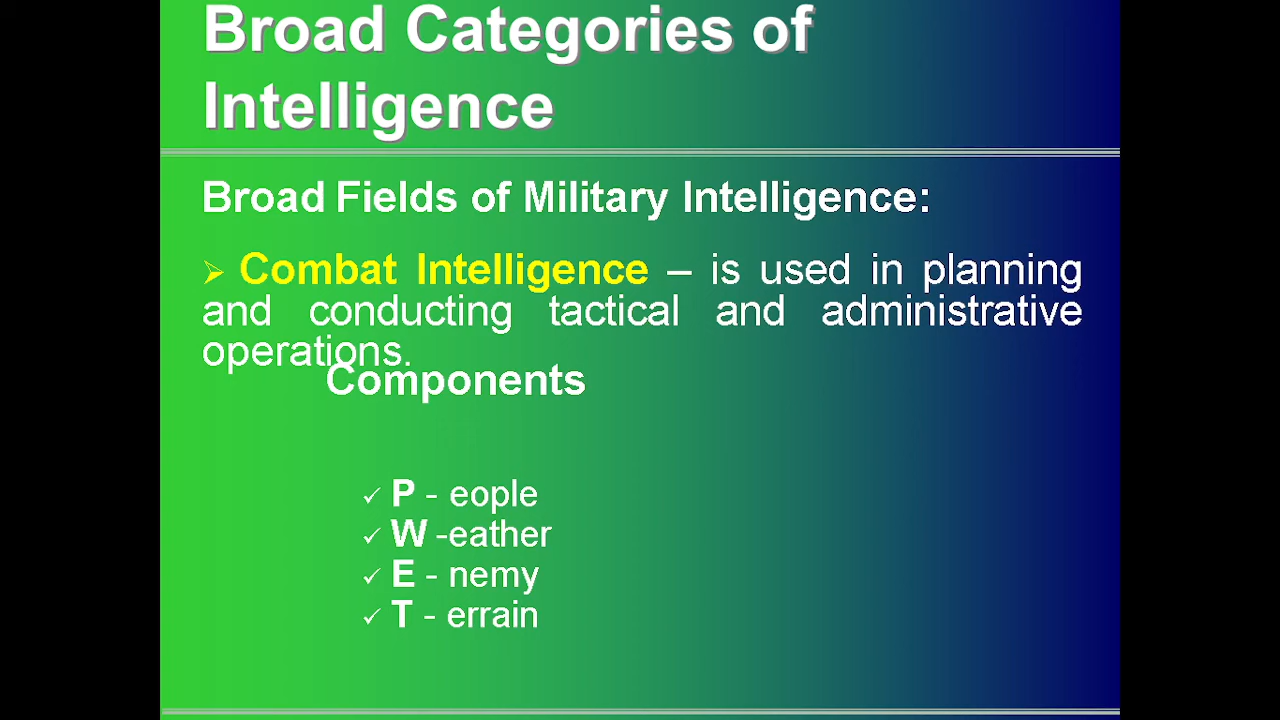 Broad Categories of
Intelligence
Broad Fields of Military Intelligence:
➢ Combat Intelligence – is used in planning
and conducting tactical and administrative
operations.
Components
✓ P - eople
✓ W -eather
✓ E - nemy
✓ T - errain